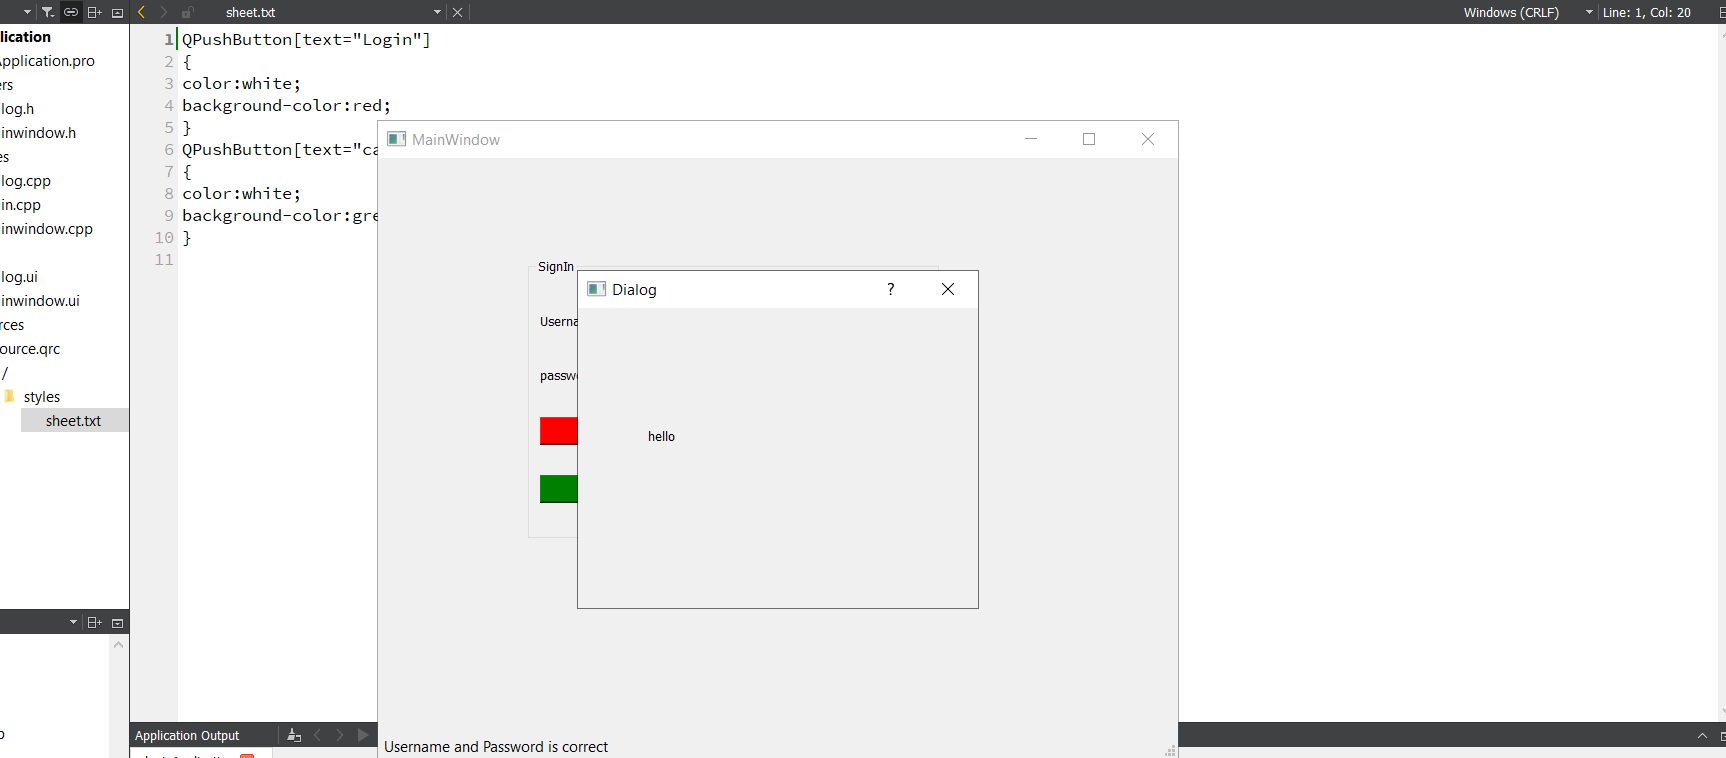 sheet.txt
Windows (CRLF)
Line: 1, Col: 20
lication
Application.pro
ers
log.h
inwindow.h
es
log.cpp
in.cpp
inwindow.cpp
log.ui
inwindow.ui
rces
ource.qrc
/
styles
sheet.txt
1 QPushButton[text="Login"]
2 {
3 color:white;
4 background-color:red;
5 }
6 QPushButton[text="ca
7 {
8 color:white;
9 background-color:gre
10 }
11
MainWindow
SignIn
Userna
passwo
Dialog
?
hello
Username and Password is correct
Application Output